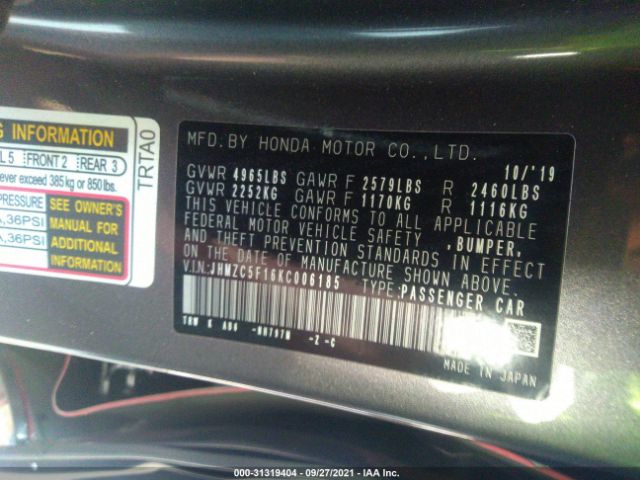 G INFORMATION
L 5 FRONT 2 REAR 3
never exceed 385 kg or 850 lbs.
PRESSURE
, 36PSI
, 36PSI
SEE OWNER'S
MANUAL FOR
ADDITIONAL
INFORMATION
TRTA0
MFD. BY HONDA MOTOR CO., LTD.
10/'19
GVWR 4965LBS GAWR F 2579LBS R 2460LBS
GVWR 2252KG GAWR F 1170KG R 1116KG
THIS VEHICLE CONFORMS TO ALL APPLICABLE
FEDERAL MOTOR VEHICLE SAFETY ,BUMPER,
AND THEFT PREVENTION STANDARDS IN EFFECT
ON THE DATE OF MANUFACTURE SHOWN ABOVE.
VIN:JHMZC5F16KC006185 TYPE:PASSENGER CAR
-Z -C
MADE IN JAPAN
000-31319404 - 09/27/2021 - IAA Inc.